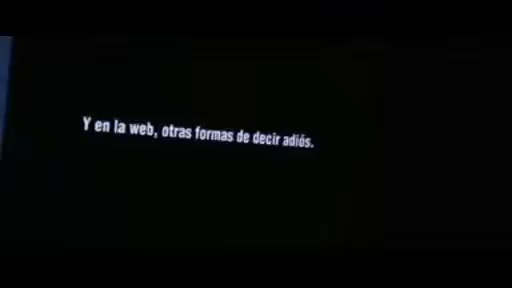 Y en la web, otras formas de decir adiós.